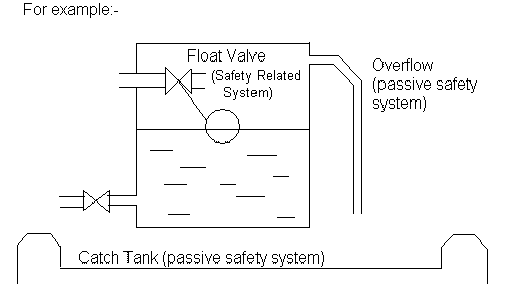 For example:-
Float Valve
(Safety Related
System)
Overflow
(passive safety
system)
Catch Tank (passive safety system)